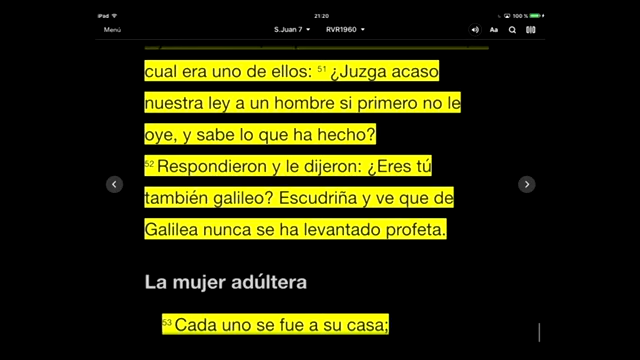 iPad 21:20 100 %
Menú S.Juan 7 RVR1960 Aa
cual era uno de ellos: 51 ¿Juzga acaso
nuestra ley a un hombre si primero no le
oye, y sabe lo que ha hecho?
52 Respondieron y le dijeron: ¿Eres tú
también galileo? Escudriña y ve que de
Galilea nunca se ha levantado profeta.
La mujer adúltera
53 Cada uno se fue a su casa;